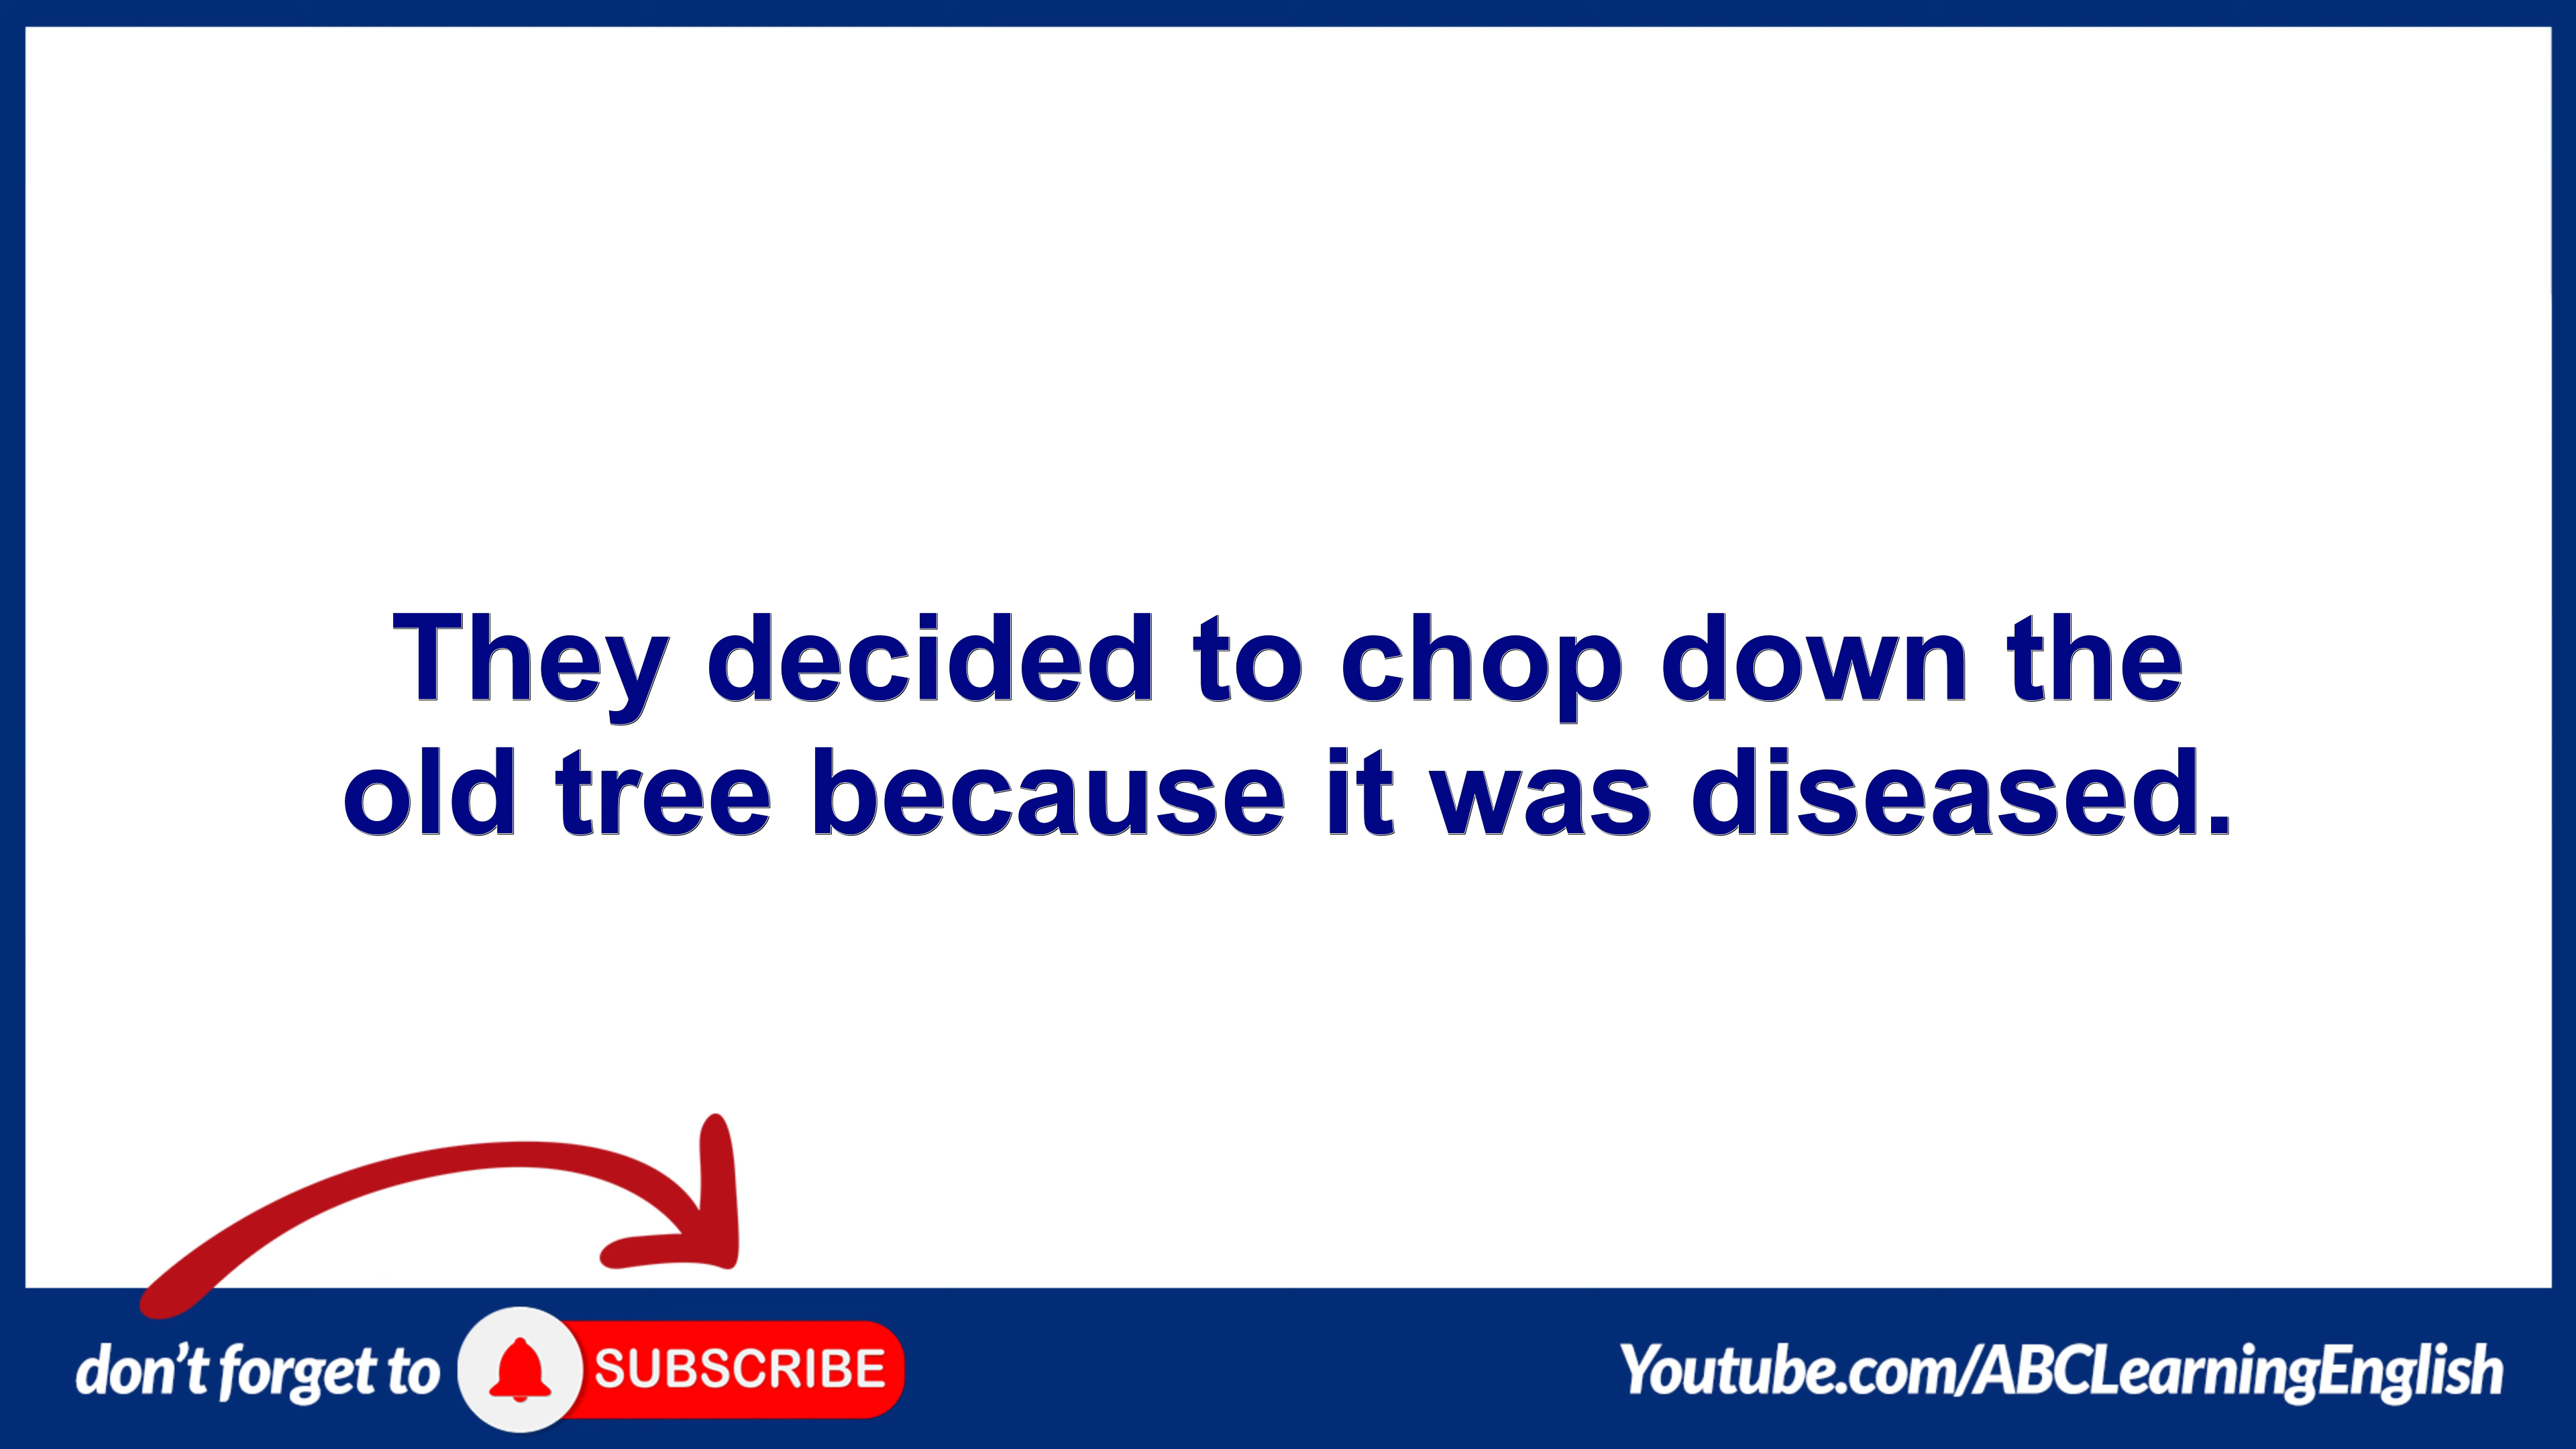 They decided to chop down the
old tree because it was diseased.
don't forget to SUBSCRIBE
Youtube.com/ABCLearningEnglish